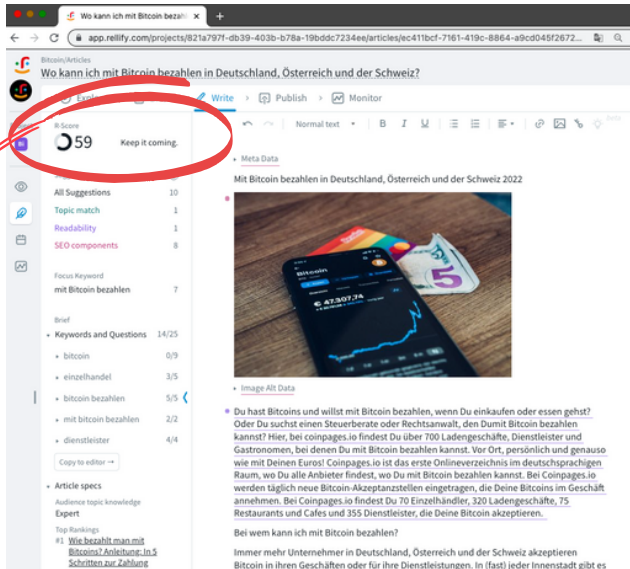 Wo kann ich mit Bitcoin bezahl
app.rellify.com/projects/821a797f-db39-403b-b78a-19bddc7234ee/articles/ec411bcf-7161-419c-8864-a9cd045f2672...
Bitcoin/Articles
Wo kann ich mit Bitcoin bezahlen in Deutschland, Österreich und der Schweiz?
Write > Publish > Monitor
R-Score
59 Keep it coming.
Normal text B I U
Beta
Bi
All Suggestions 10
Topic match 1
Readability 1
SEO components 8
Focus Keyword
mit Bitcoin bezahlen 7
Brief
Keywords and Questions 14/25
bitcoin 0/9
einzelhandel 3/5
bitcoin bezahlen 5/5
mit bitcoin bezahlen 2/2
dienstleister 4/4
Copy to editor →
Article specs
Audience topic knowledge
Expert
Top Rankings
#1 Wie bezahlt man mit
Bitcoins? Anleitung: In 5
Schritten zur Zahlung
Meta Data
Mit Bitcoin bezahlen in Deutschland, Österreich und der Schweiz 2022
Bitcoin
€ 47.307,74
5
Image Alt Data
Du hast Bitcoins und willst mit Bitcoin bezahlen, wenn Du einkaufen oder essen gehst?
Oder Du suchst einen Steuerberate oder Rechtsanwalt, den Dumit Bitcoin bezahlen
kannst? Hier, bei coinpages.io findest Du über 700 Ladengeschäfte, Dienstleister und
Gastronomen, bei denen Du mit Bitcoin bezahlen kannst. Vor Ort, persönlich und genauso
wie mit Deinen Euros! Coinpages.io ist das erste Onlineverzeichnis im deutschsprachigen
Raum, wo Du alle Anbieter findest, wo Du mit Bitcoin bezahlen kannst. Bei Coinpages.io
werden täglich neue Bitcoin-Akzeptanzstellen eingetragen, die Deine Bitcoins im Geschäft
annehmen. Bei Coinpages.io findest Du 70 Einzelhändler, 320 Ladengeschäfte, 75
Restaurants und Cafes und 355 Dienstleister, die Deine Bitcoin akzeptieren.
Bei wem kann ich mit Bitcoin bezahlen?
Immer mehr Unternehmer in Deutschland, Österreich und der Schweiz akzeptieren
Bitcoin in ihren Geschäften oder für ihre Dienstleistungen. In (fast) jeder Innenstadt gibt es